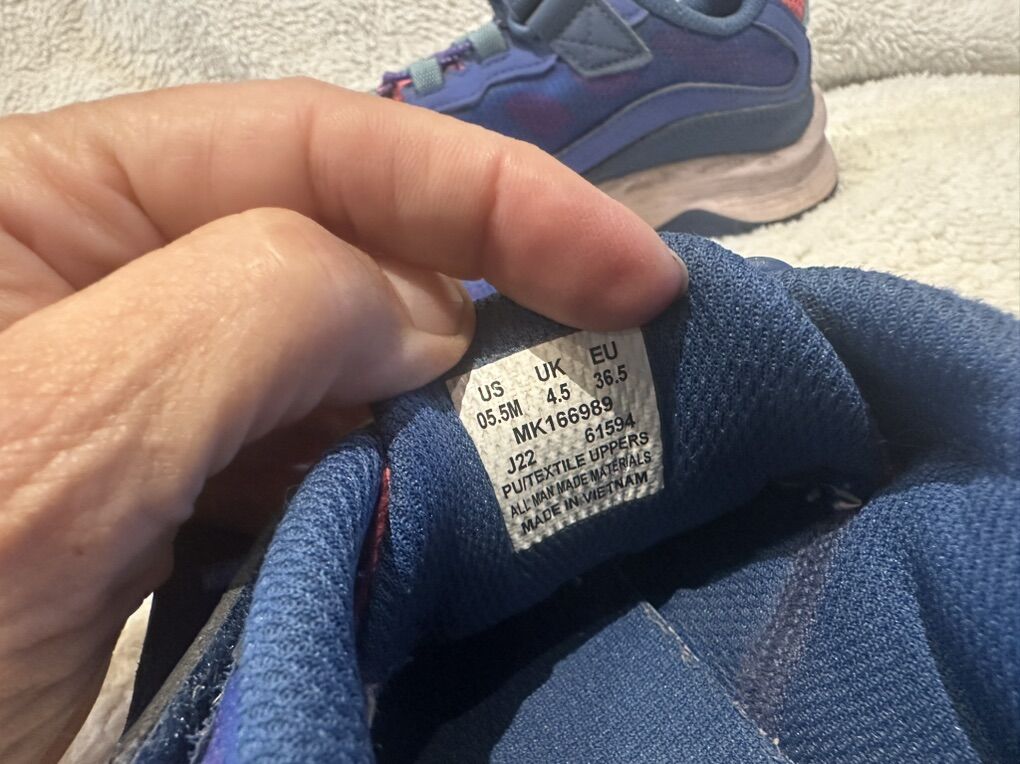 US UK EU
05.5M 4.5 36.5
MK166989
J22 61594
PU/TEXTILE UPPERS
ALL MAN MADE MATERIALS
MADE IN VIETNAM